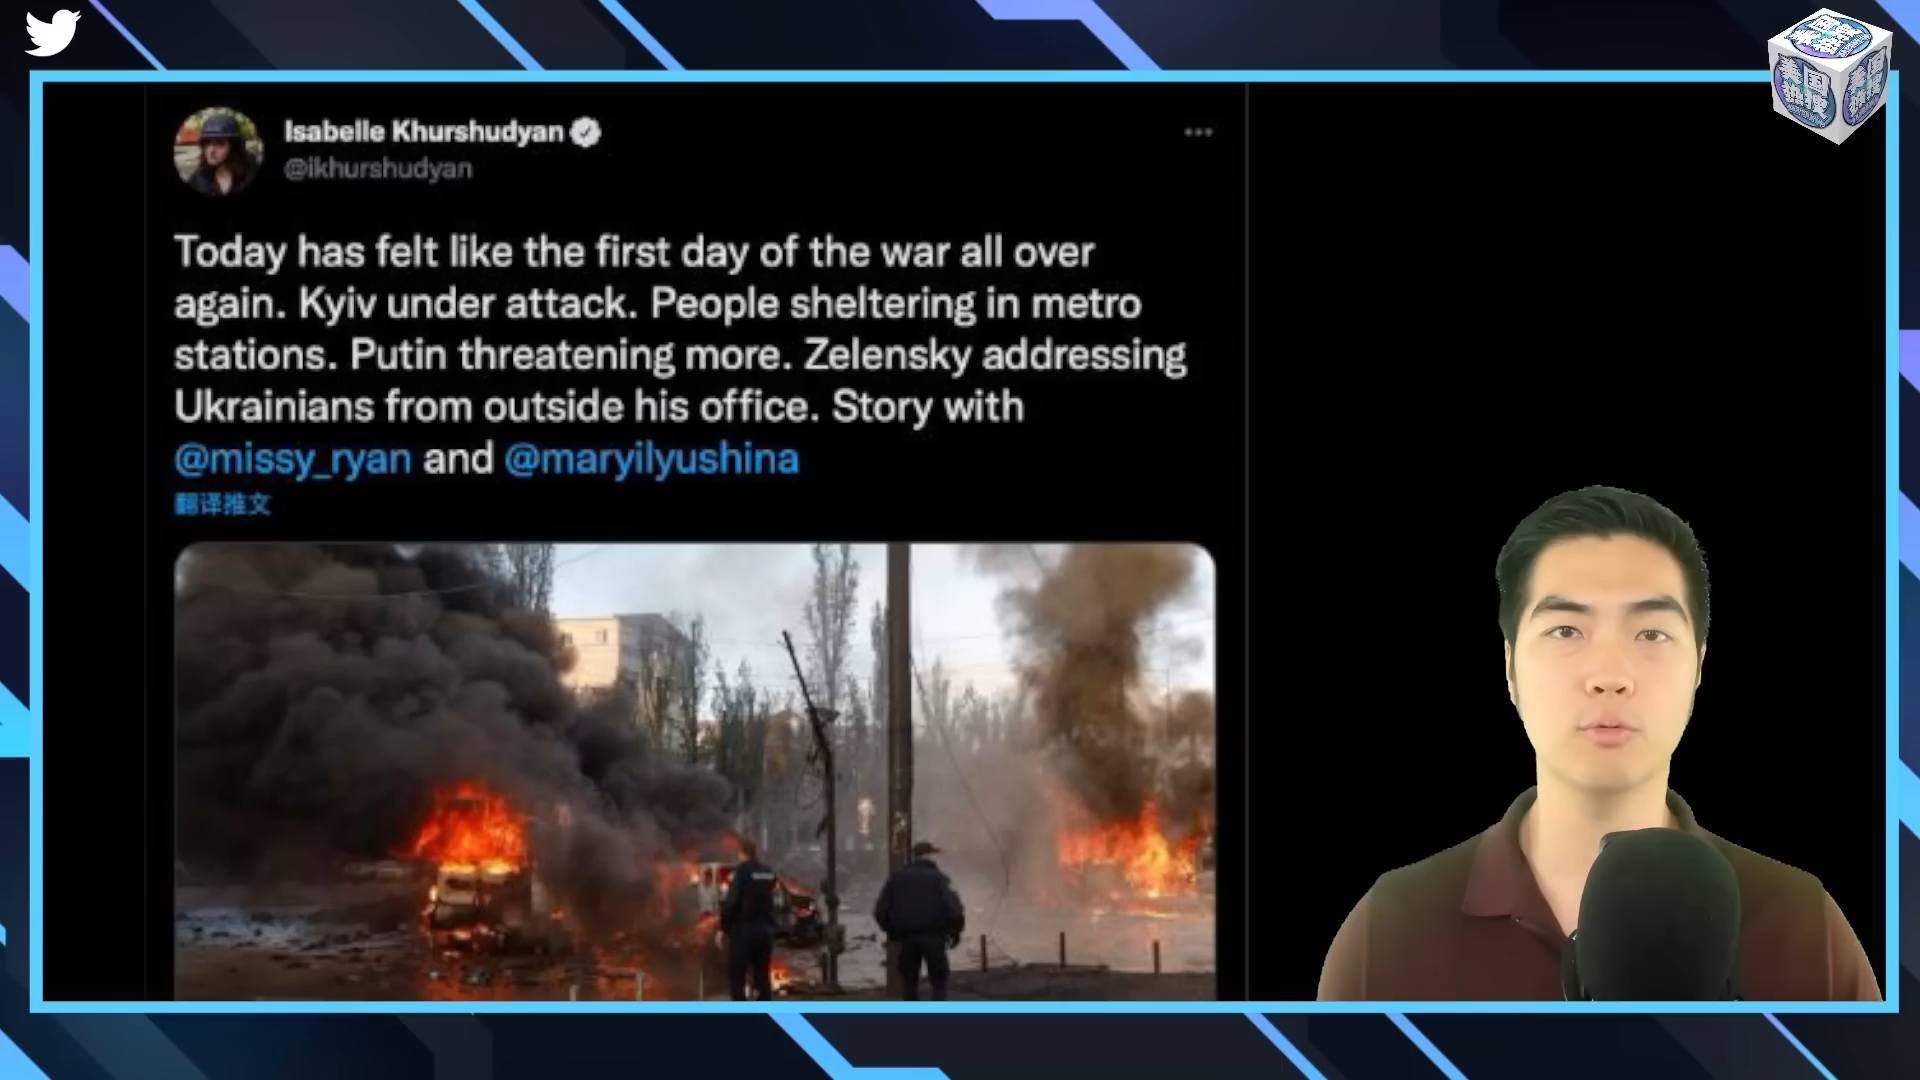 Isabelle Khurshudyan
@ikhurshudyan
Today has felt like the first day of the war all over
again. Kyiv under attack. People sheltering in metro
stations. Putin threatening more. Zelensky addressing
Ukrainians from outside his office. Story with
@missy_ryan and @maryilyushina
翻译推文